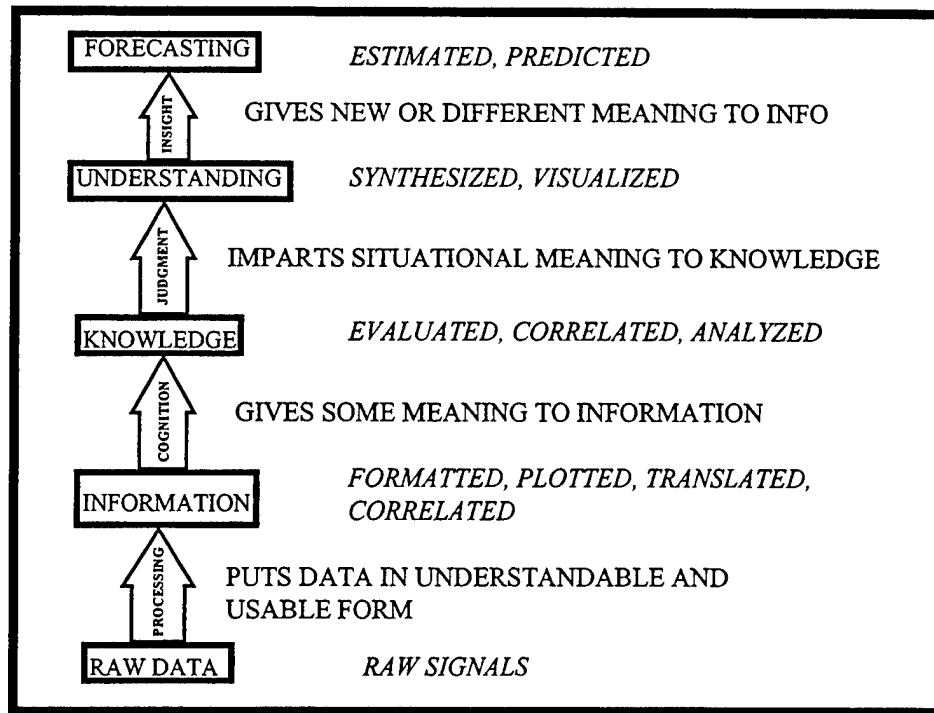 FORECASTING
ESTIMATED, PREDICTED
INSIGHT
GIVES NEW OR DIFFERENT MEANING TO INFO
UNDERSTANDING
SYNTHESIZED, VISUALIZED
JUDGMENT
IMPARTS SITUATIONAL MEANING TO KNOWLEDGE
KNOWLEDGE
EVALUATED, CORRELATED, ANALYZED
COGNITION
GIVES SOME MEANING TO INFORMATION
INFORMATION
FORMATTED, PLOTTED, TRANSLATED,
CORRELATED
PROCESSING
PUTS DATA IN UNDERSTANDABLE AND
USABLE FORM
RAW DATA
RAW SIGNALS